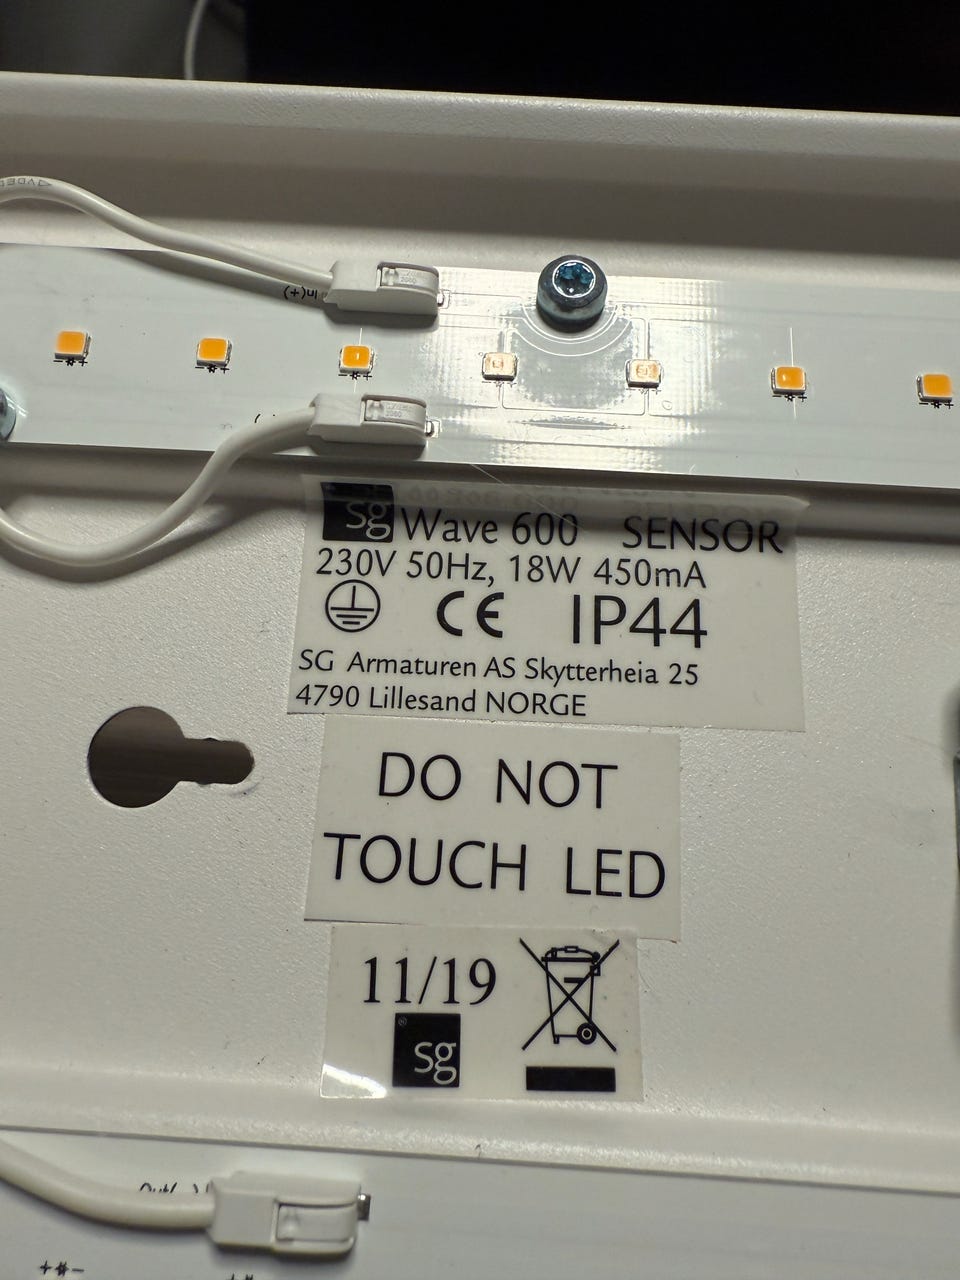 In(+)
sg Wave 600 SENSOR
230V 50Hz, 18W 450mA
CE IP44
SG Armaturen AS Skytterheia 25
4790 Lillesand NORGE
DO NOT
TOUCH LED
11/19
sg